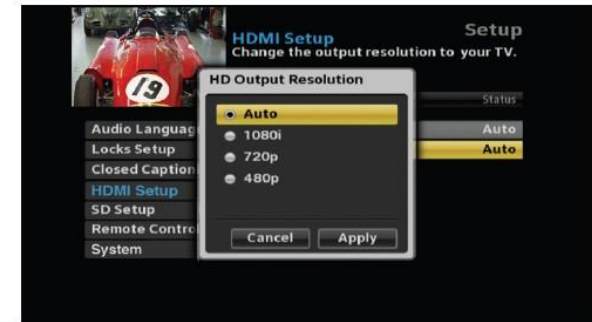 Setup
HDMI Setup
Change the output resolution to your TV.
19
HD Output Resolution
Status
Auto
1080i
720p
480p
Cancel
Apply
Audio Languag
Auto
Locks Setup
Auto
Closed Caption
HDMI Setup
SD Setup
Remote Contro
System